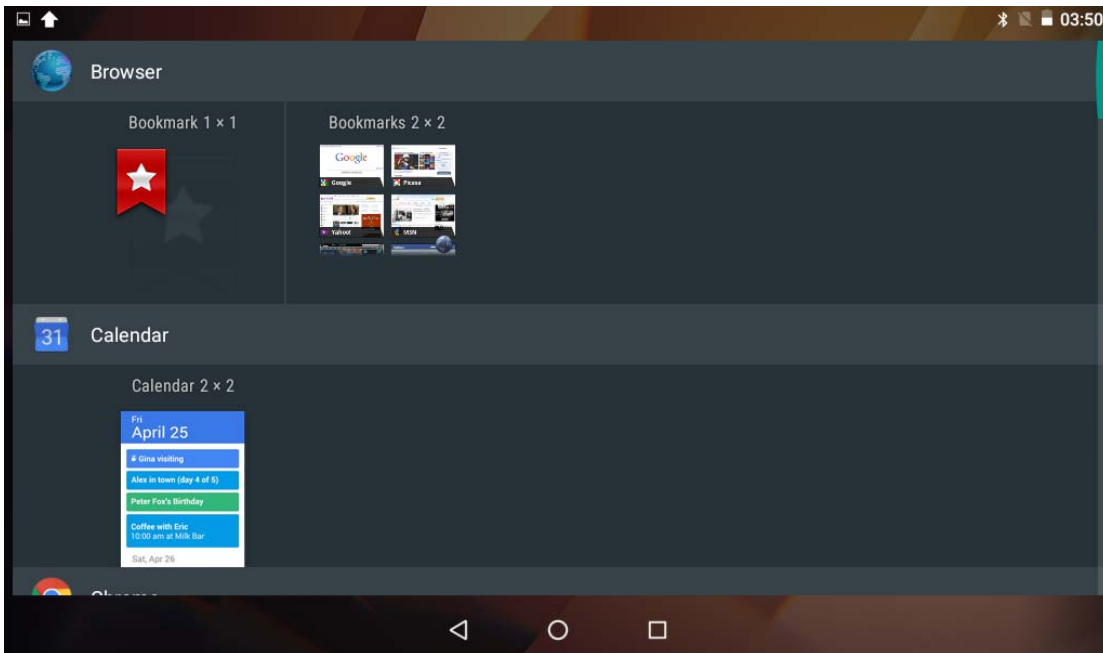 03:50
Browser
Bookmark 1 × 1
Bookmarks 2 × 2
Google
Google
Picasa
Yahoo!
MSN
31
Calendar
Calendar 2 × 2
Fri
April 25
Gina visiting
Alex in town (day 4 of 5)
Peter Fox's Birthday
Coffee with Eric
10:00 am at Milk Bar
Sat, Apr 26
Chrome